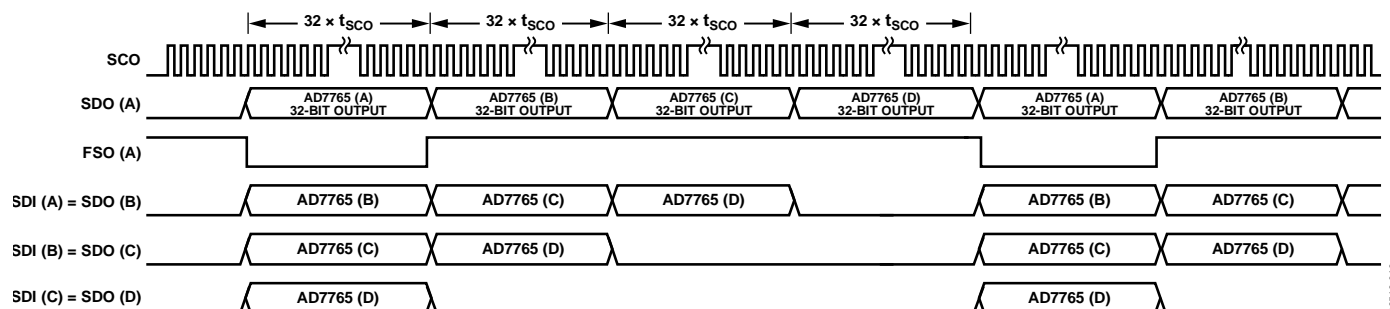 32 × tSCO 32 × tSCO 32 × tSCO 32 × tSCO
SCO
SDO (A) AD7765 (A) 32-BIT OUTPUT AD7765 (B) 32-BIT OUTPUT AD7765 (C) 32-BIT OUTPUT AD7765 (D) 32-BIT OUTPUT AD7765 (A) 32-BIT OUTPUT AD7765 (B) 32-BIT OUTPUT
FSO (A)
SDI (A) = SDO (B) AD7765 (B) AD7765 (C) AD7765 (D) AD7765 (B) AD7765 (C)
SDI (B) = SDO (C) AD7765 (C) AD7765 (D) AD7765 (C) AD7765 (D)
SDI (C) = SDO (D) AD7765 (D) AD7765 (D)